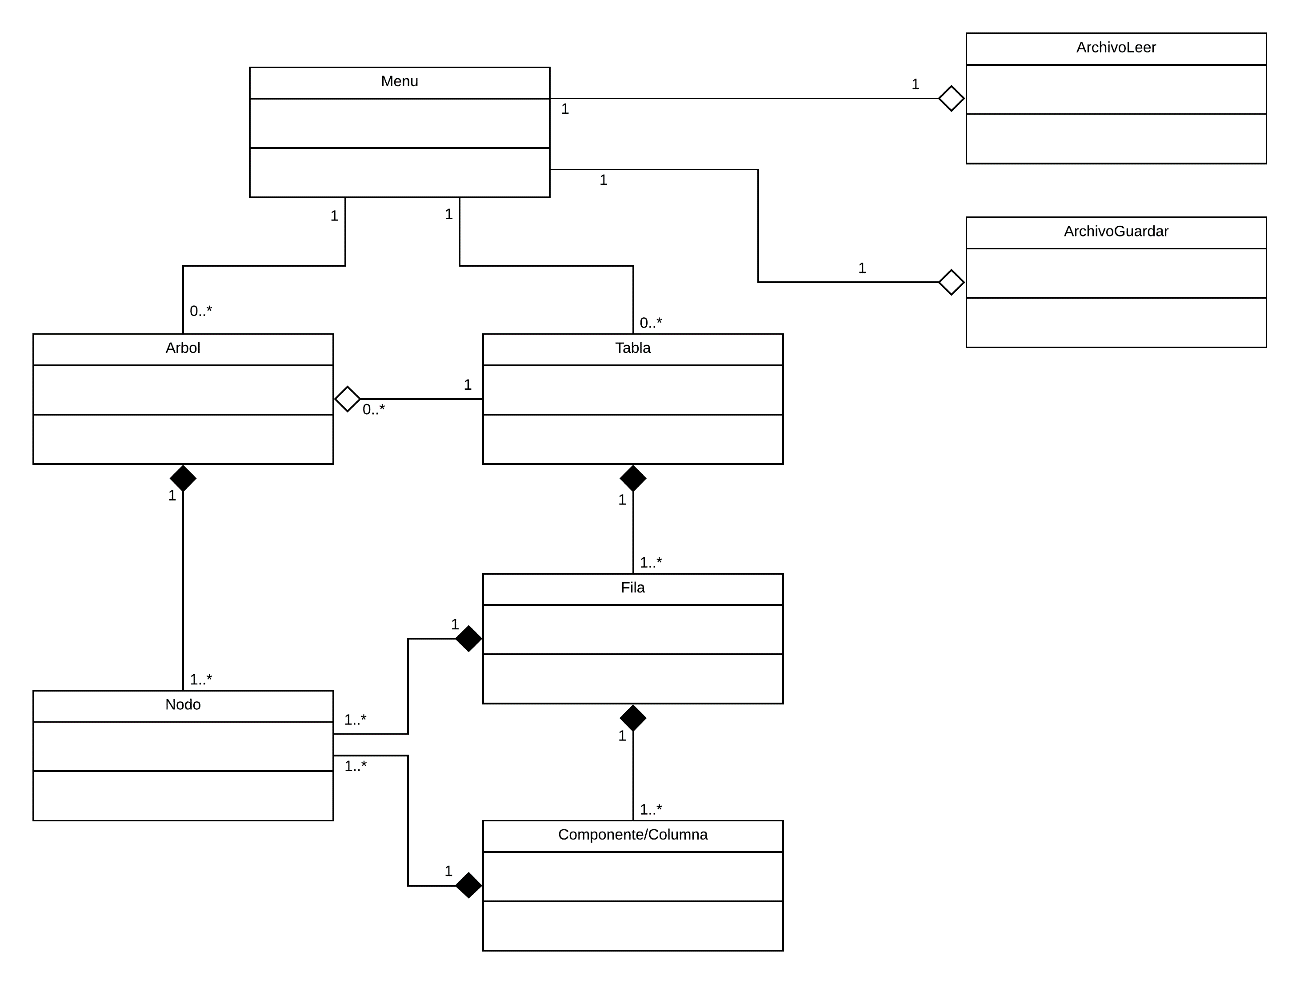 ArchivoLeer
Menu
1
1
1
ArchivoGuardar
1
1
1
0..*
0..*
Arbol
Tabla
1
0..*
1
1
1..*
Fila
1
1..*
Nodo
1..*
1
1..*
1..*
Componente/Columna
1